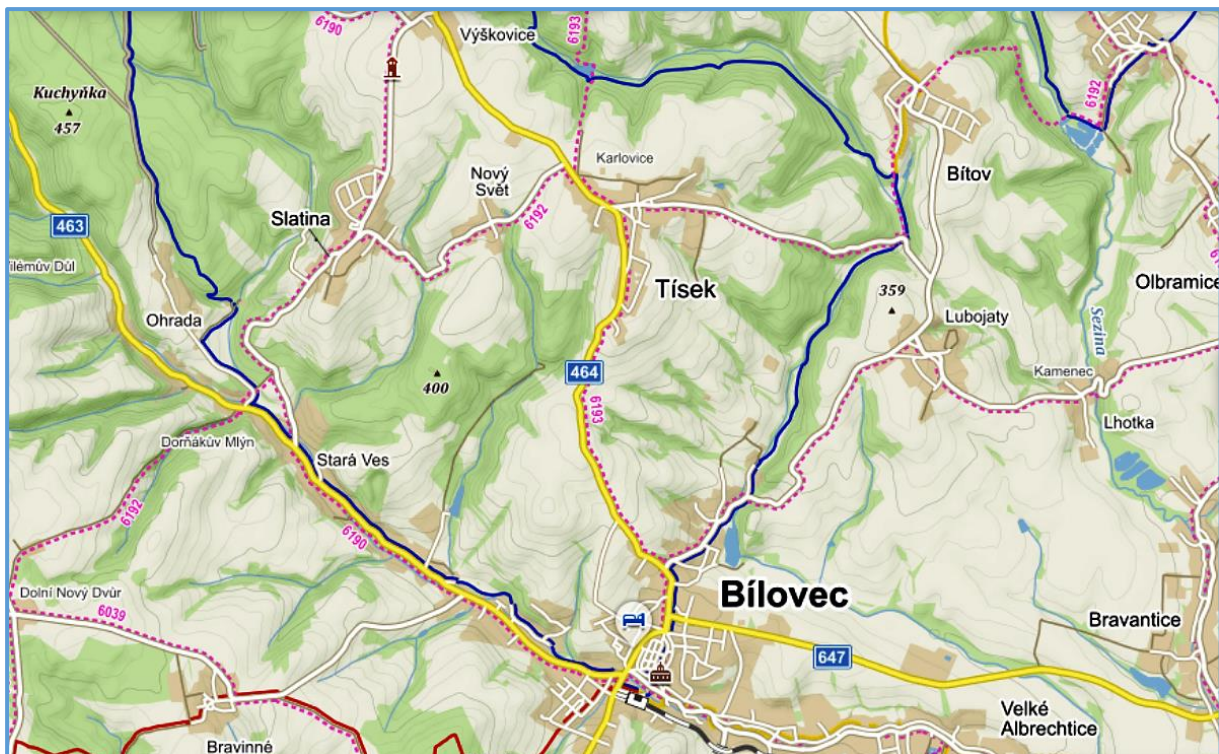 6190
6193
Výškovice
6192
Kuchyňka
457
Karlovice
Nový
Svět
Bítov
6192
Slatina
463
Vilémův Důl
Tísek
359
Olbramice
Ohrada
Lubojaty
Sezina
Kamenec
464
400
6193
Lhotka
Dorňákův Mlýn
Stará Ves
6192
6190
Dolní Nový Dvůr
6039
Bílovec
Bravantice
647
Velké
Albrechtice
Bravinné